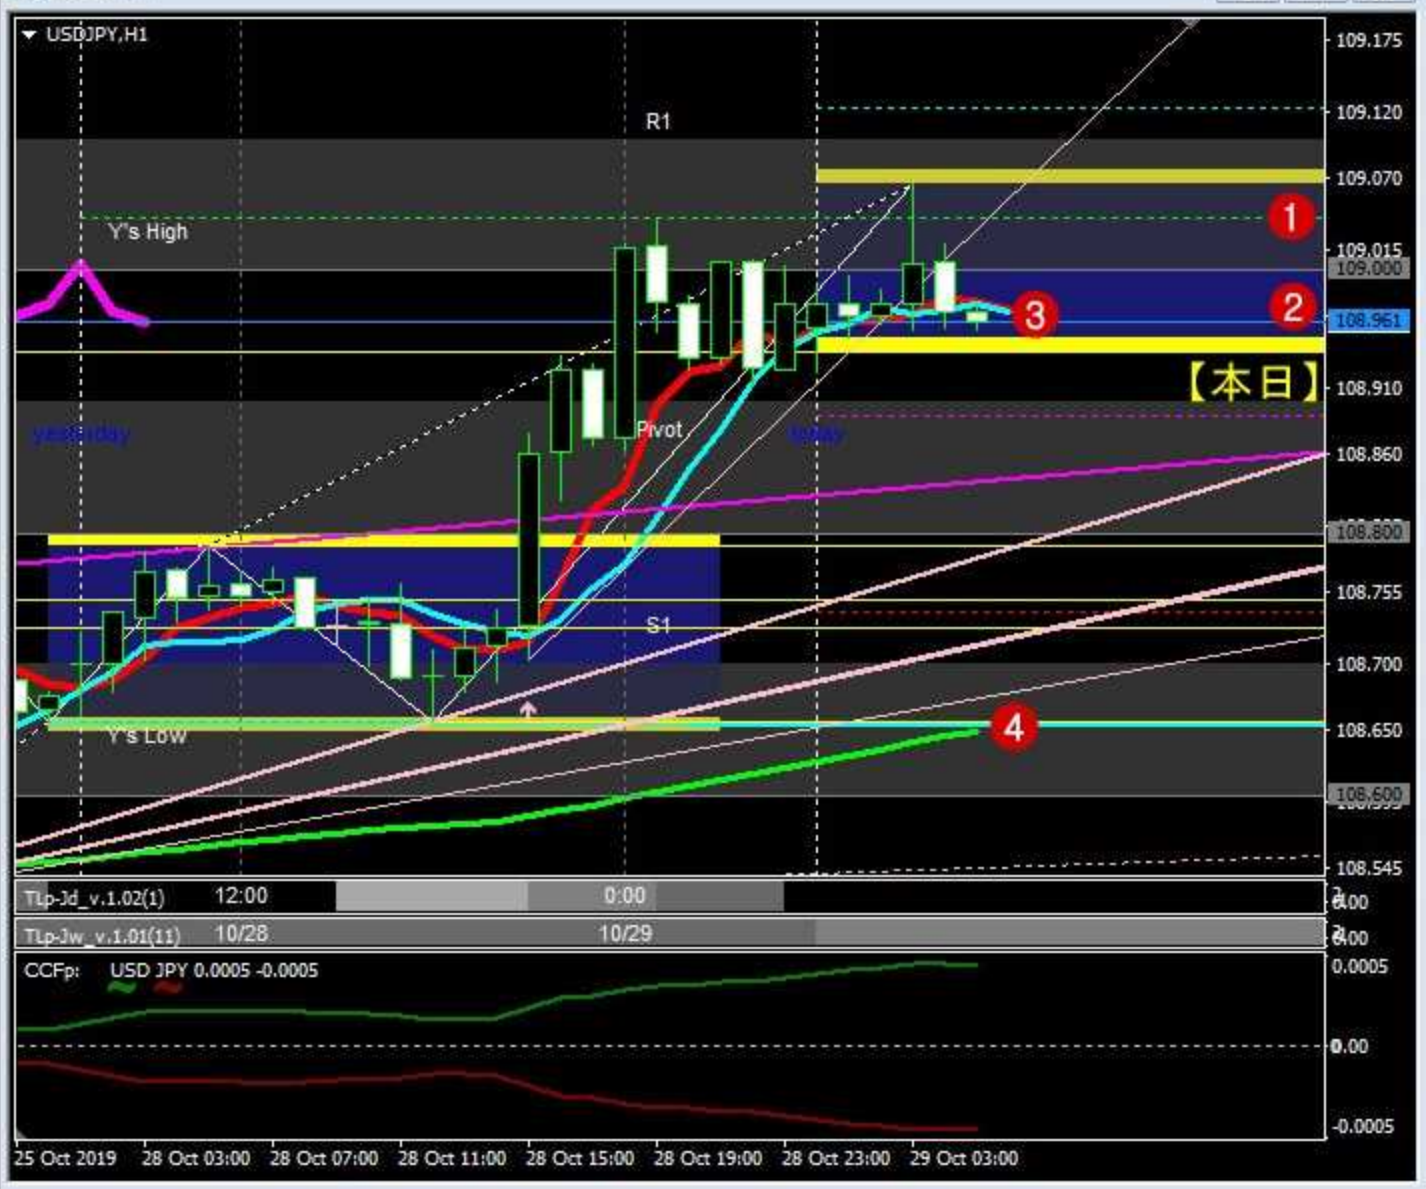 USDJPY,H1
109.175
R1
109.120
109.070
1
Y"s High
109.015
109.000
2
3
108.961
【本日】
108.910
yesterday
Pivot
today
108.860
108.800
108.755
S1
108.700
4
Y's Low
108.650
108.600
108.545
TLp-Jd_v.1.02(1)
12:00
0:00
TLp-Jw_v.1.01(11)
10/28
10/29
CCFp: USD JPY 0.0005 -0.0005
0.0005
0.00
-0.0005
25 Oct 2019
28 Oct 03:00
28 Oct 07:00
28 Oct 11:00
28 Oct 15:00
28 Oct 19:00
28 Oct 23:00
29 Oct 03:00